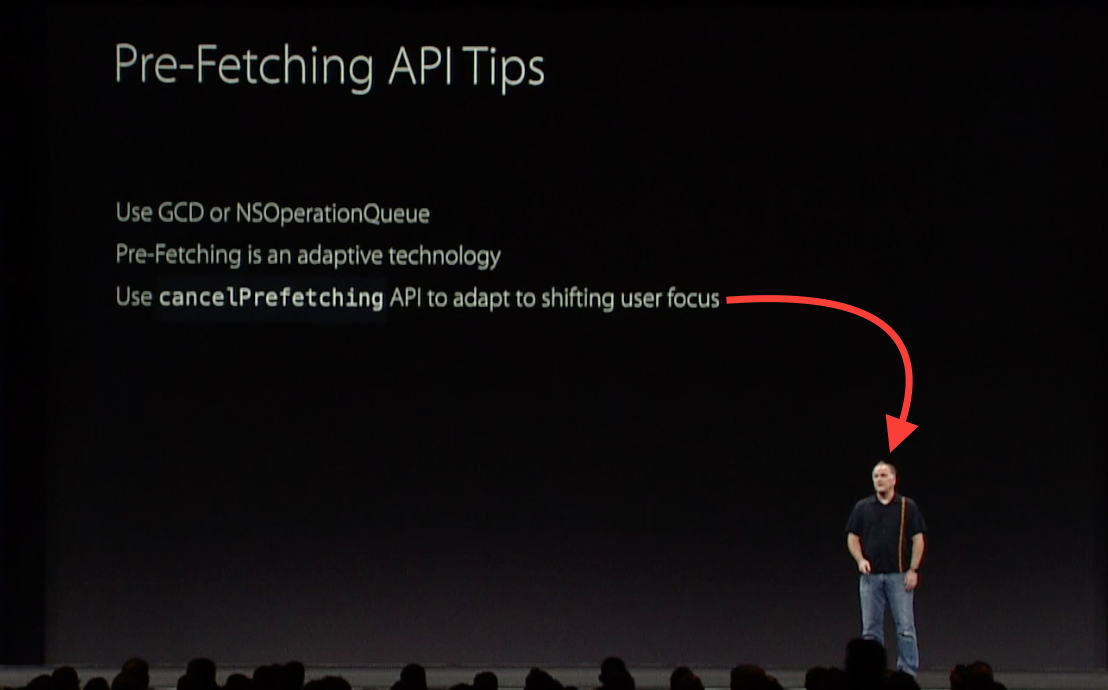 Pre-Fetching API Tips
Use GCD or NSOperationQueue
Pre-Fetching is an adaptive technology
Use cancelPrefetching API to adapt to shifting user focus